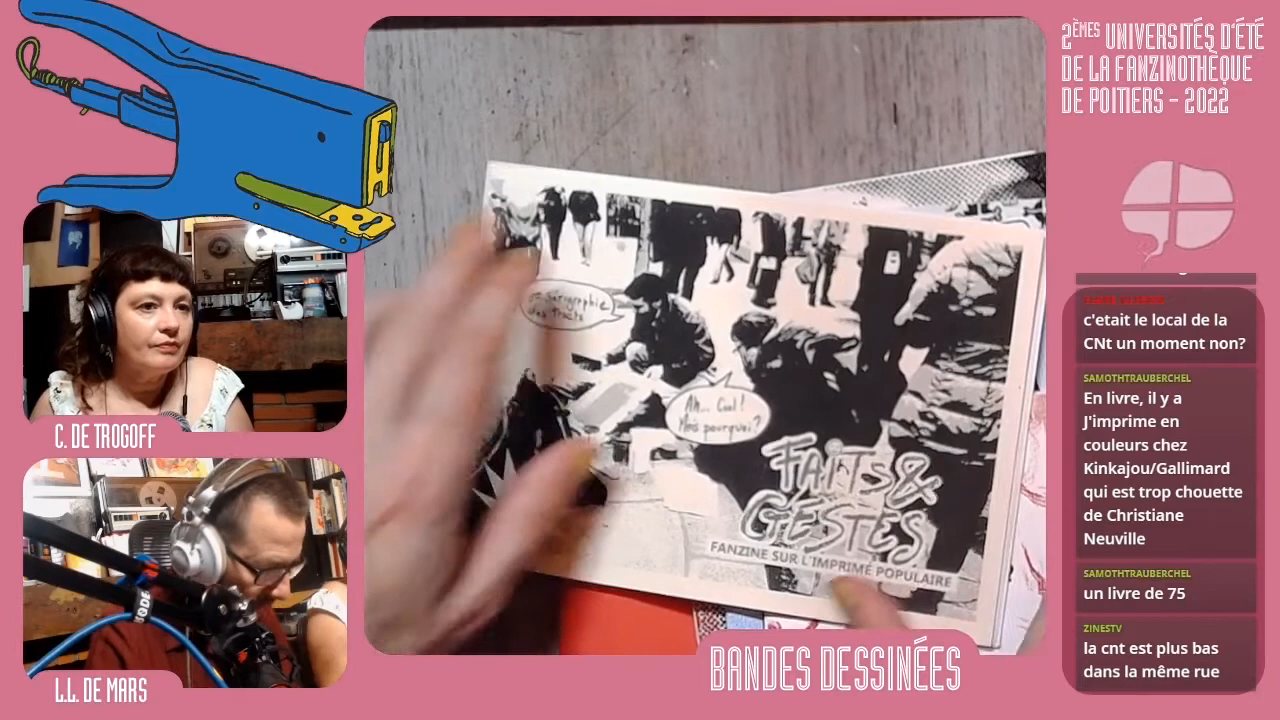 2ÈMES UNIVERSITÉS D'ÉTÉ
DE LA FANZINOTHÈQUE
DE POITIERS - 2022
C. DE TROGOFF
L.L. DE MARS
sérigraphie
des tracts
Ah... Cool!
Mais pourquoi?
FAITS &
GESTES
FANZINE SUR L'IMPRIMÉ POPULAIRE
BANDES DESSINÉES
c'etait le local de la
CNt un moment non?
SAMOTHTRAUBERCHEL
En livre, il y a
J'imprime en
couleurs chez
Kinkajou/Gallimard
qui est trop chouette
de Christiane
Neuville
SAMOTHTRAUBERCHEL
un livre de 75
ZINESTV
la cnt est plus bas
dans la même rue